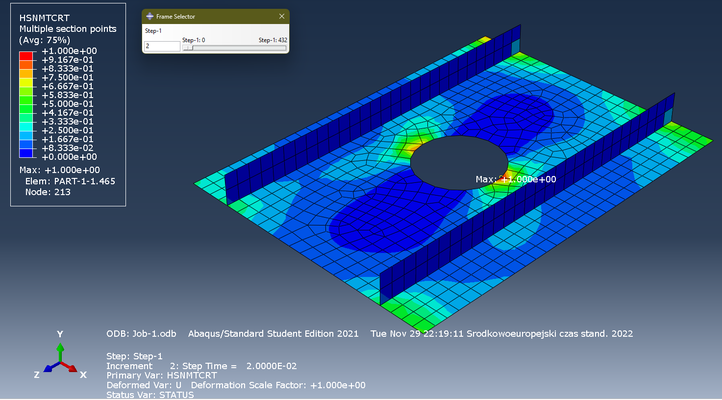 HSNMTCRT
Multiple section points
(Avg: 75%)
+1.000e+00
+9.167e-01
+8.333e-01
+7.500e-01
+6.667e-01
+5.833e-01
+5.000e-01
+4.167e-01
+3.333e-01
+2.500e-01
+1.667e-01
+8.333e-02
+0.000e+00
Max: +1.000e+00
Elem: PART-1-1.465
Node: 213
Frame Selector
Step-1
2
Step-1: 0
Step-1: 432
Max: +1.000e+00
Y
Z
X
ODB: Job-1.odb Abaqus/Standard Student Edition 2021 Tue Nov 29 22:19:11 Srodkowoeuropejski czas stand. 2022
Step: Step-1
Increment 2: Step Time = 2.0000E-02
Primary Var: HSNMTCRT
Deformed Var: U Deformation Scale Factor: +1.000e+00
Status Var: STATUS